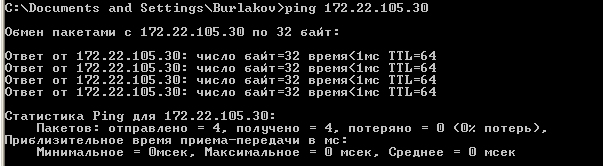 C:\Documents and Settings\Burlakov>ping 172.22.105.30
Обмен пакетами с 172.22.105.30 по 32 байт:
Ответ от 172.22.105.30: число байт=32 время<1мс TTL=64
Ответ от 172.22.105.30: число байт=32 время<1мс TTL=64
Ответ от 172.22.105.30: число байт=32 время<1мс TTL=64
Ответ от 172.22.105.30: число байт=32 время<1мс TTL=64
Статистика Ping для 172.22.105.30:
Пакетов: отправлено = 4, получено = 4, потеряно = 0 (0% потерь),
Приблизительное время приема-передачи в мс:
Минимальное = 0мсек, Максимальное = 0 мсек, Среднее = 0 мсек